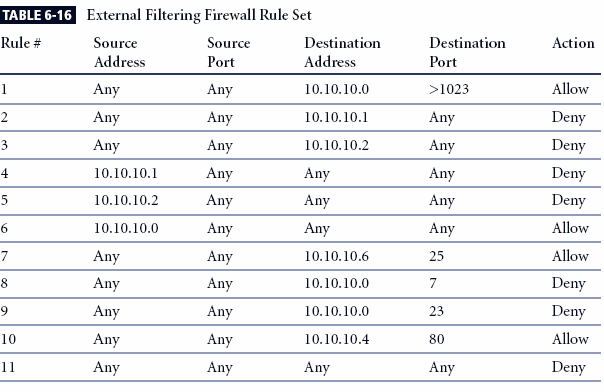 TABLE 6-16 External Filtering Firewall Rule Set
Rule # Source Address Source Port Destination Address Destination Port Action
1 Any Any 10.10.10.0 >1023 Allow
2 Any Any 10.10.10.1 Any Deny
3 Any Any 10.10.10.2 Any Deny
4 10.10.10.1 Any Any Any Deny
5 10.10.10.2 Any Any Any Deny
6 10.10.10.0 Any Any Any Allow
7 Any Any 10.10.10.6 25 Allow
8 Any Any 10.10.10.0 7 Deny
9 Any Any 10.10.10.0 23 Deny
10 Any Any 10.10.10.4 80 Allow
11 Any Any Any Any Deny